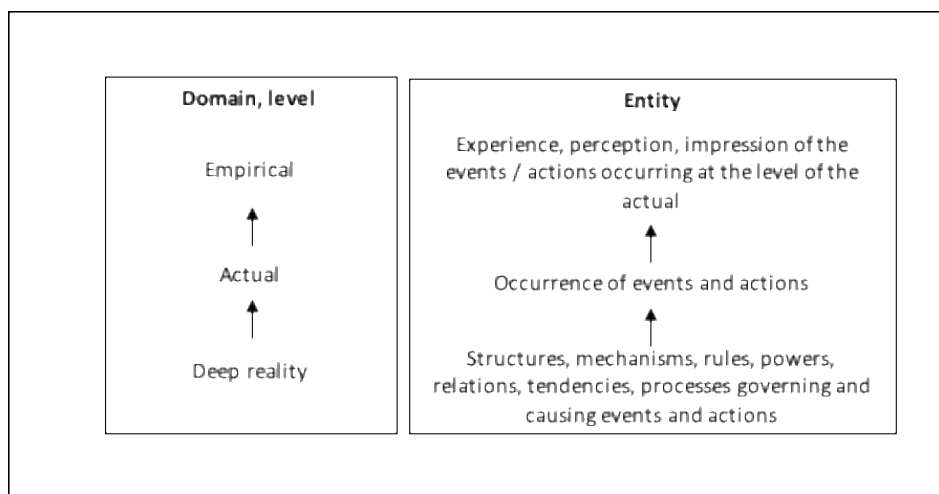 Domain, level
Empirical
Actual
Deep reality
Entity
Experience, perception, impression of the
events / actions occurring at the level of the
actual
Occurrence of events and actions
Structures, mechanisms, rules, powers,
relations, tendencies, processes governing and
causing events and actions